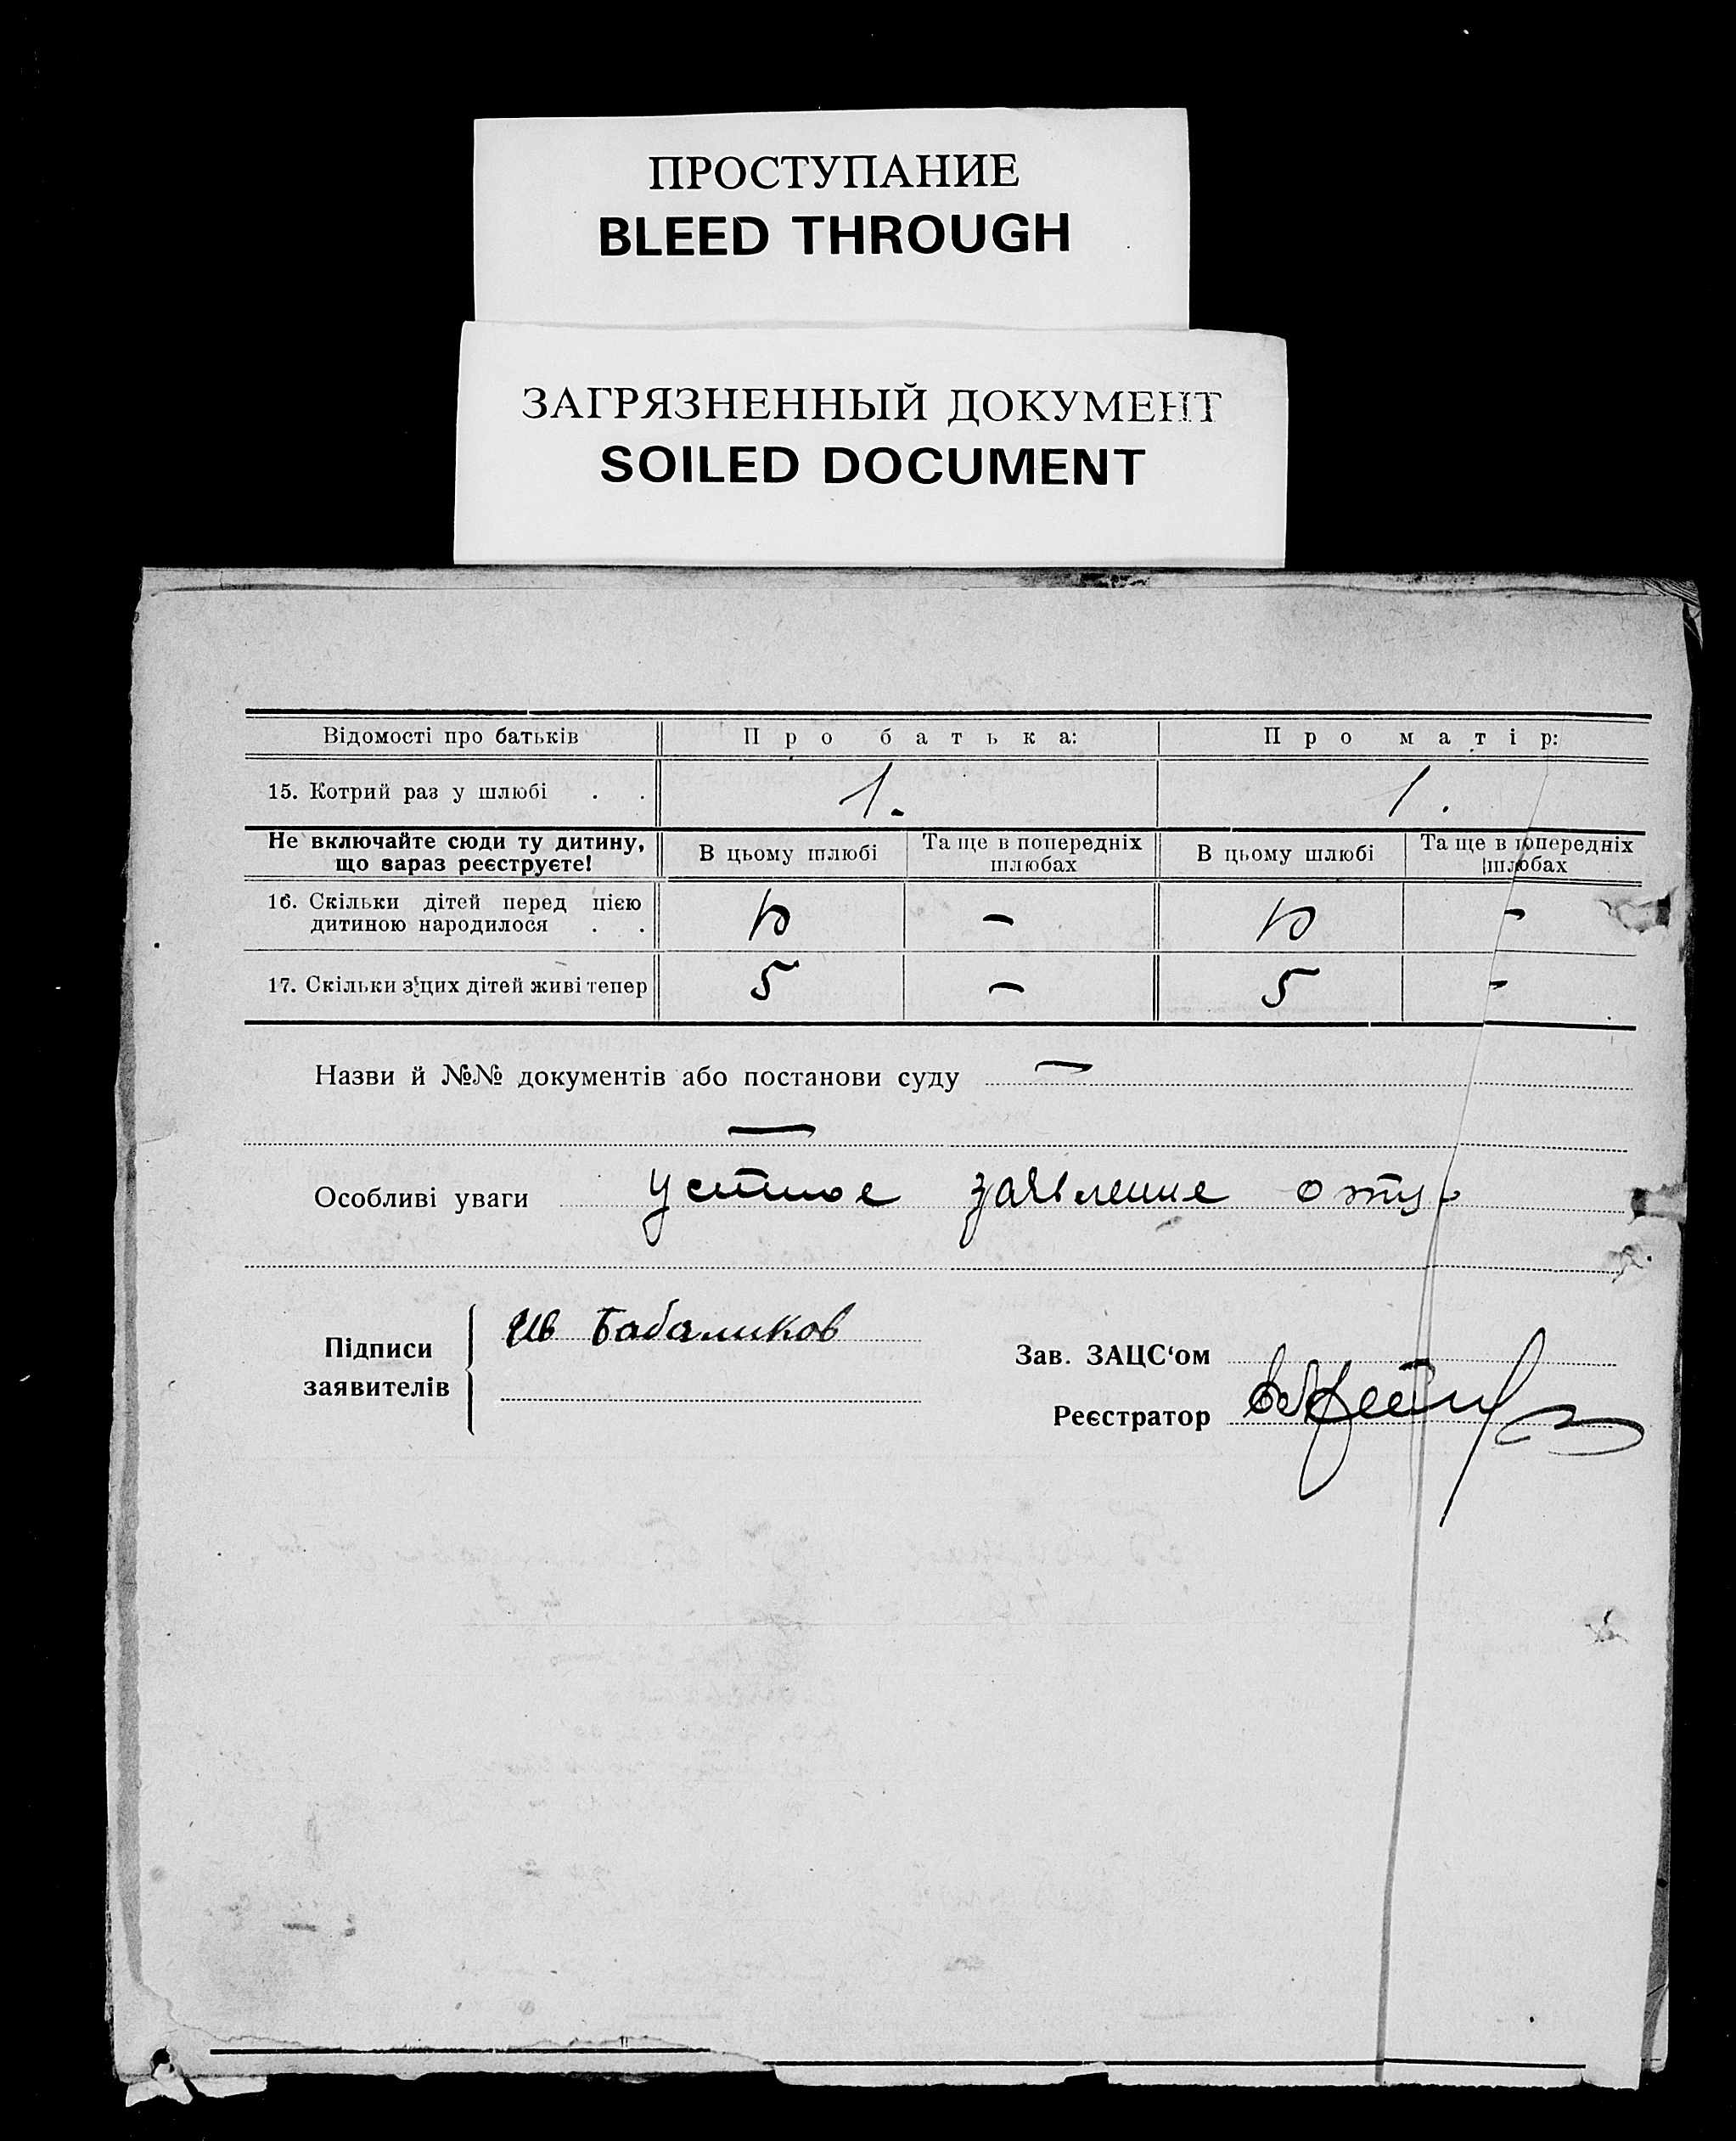 ПРОСТУПАНИЕ
BLEED THROUGH
ЗАГРЯЗНЕННЫЙ ДОКУМЕНТ
SOILED DOCUMENT
Відомості про батьків Про батька: Про матір:
15. Котрий раз у шлюбі . . 1. 1.
Не включайте сюди ту дитину, що зараз реєструєте! В цьому шлюбі Та ще в попередніх шлюбах В цьому шлюбі Та ще в попередніх шлюбах
16. Скільки дітей перед цією
дитиною народилося . . 10 – 10 –
17. Скільки з цих дітей живі тепер 5 – 5 –
Назви й №№ документів або постанови суду –
–
Особливі уваги устное заявление
Підписи заявителів Ив Бабаликов
Зав. ЗАЦС‘ом
Реєстратор